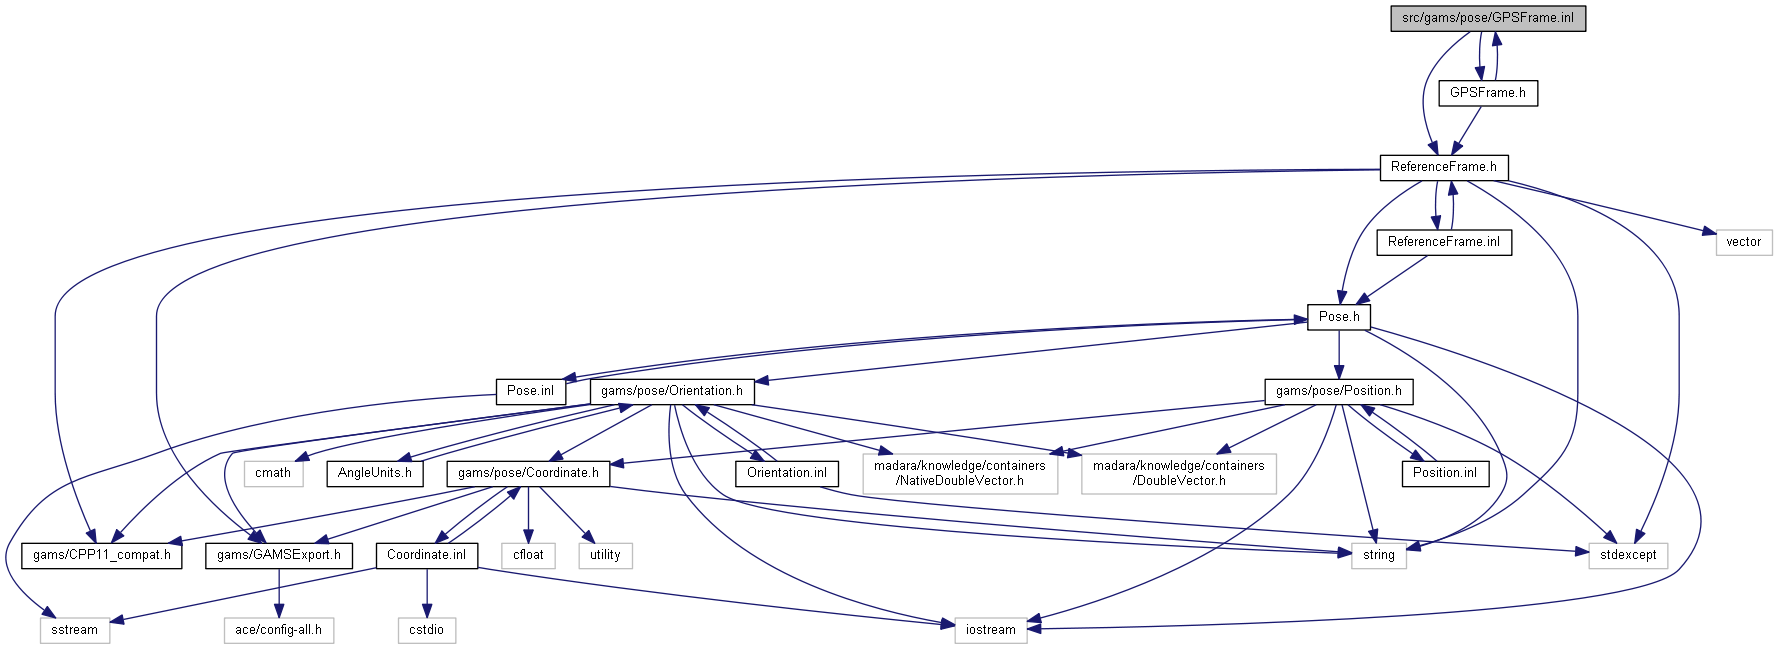 src/gams/pose/GPSFrame.inl
GPSFrame.h
ReferenceFrame.h
ReferenceFrame.inl
vector
Pose.h
Pose.inl
gams/pose/Orientation.h
gams/pose/Position.h
cmath
AngleUnits.h
gams/pose/Coordinate.h
Orientation.inl
madara/knowledge/containers
/NativeDoubleVector.h
madara/knowledge/containers
/DoubleVector.h
Position.inl
gams/CPP11_compat.h
gams/GAMSExport.h
Coordinate.inl
cfloat
utility
string
stdexcept
sstream
ace/config-all.h
cstdio
iostream